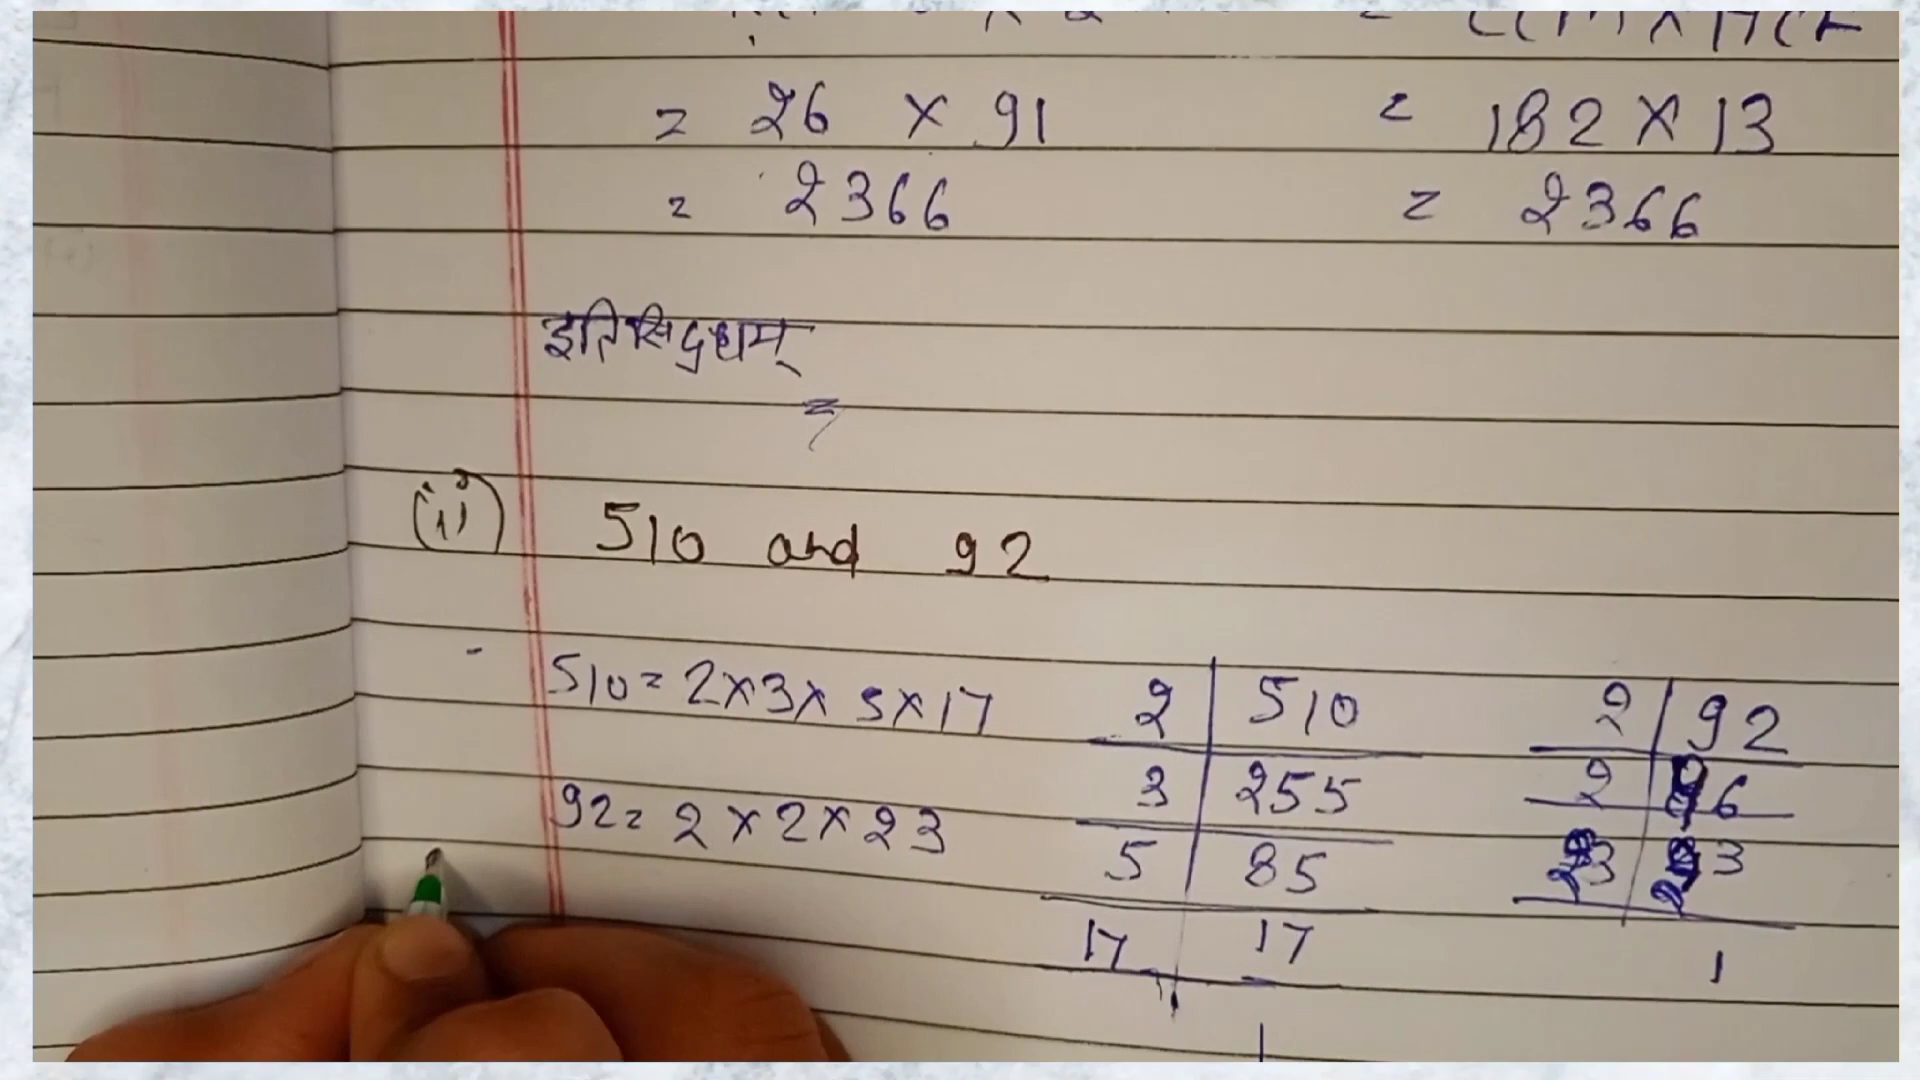 = 26 × 91 = 182 × 13
= 2366 = 2366
इतिसिद्धम्
(ii) 510 and 92
510 = 2×3×5×17
92 = 2×2×23
2 | 510
3 | 255
5 | 85
17 | 17
1
2 | 92
2 | 46
23 | 23
1